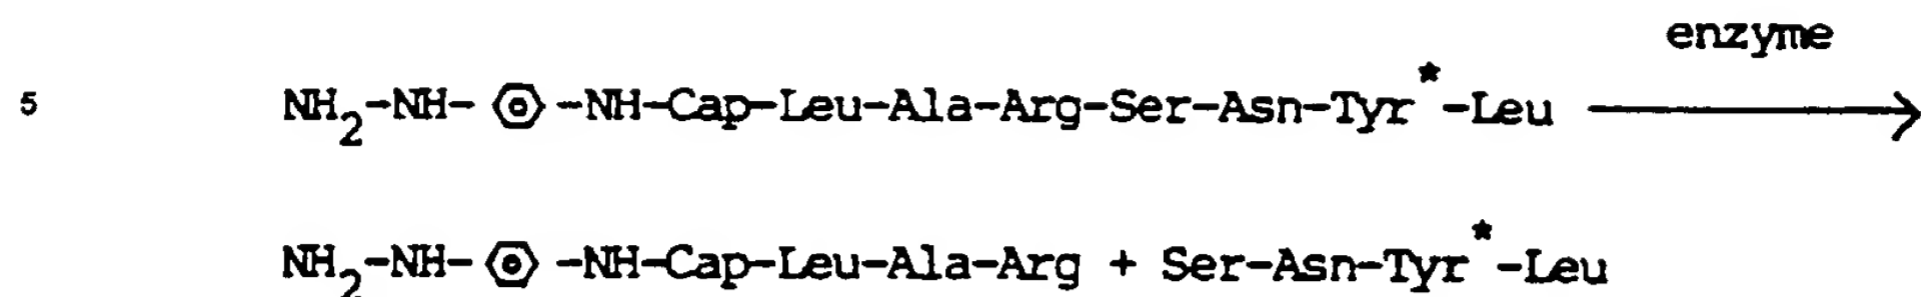 enzyme
5 NH2-NH- -NH-Cap-Leu-Ala-Arg-Ser-Asn-Tyr*-Leu
NH2-NH- -NH-Cap-Leu-Ala-Arg + Ser-Asn-Tyr*-Leu